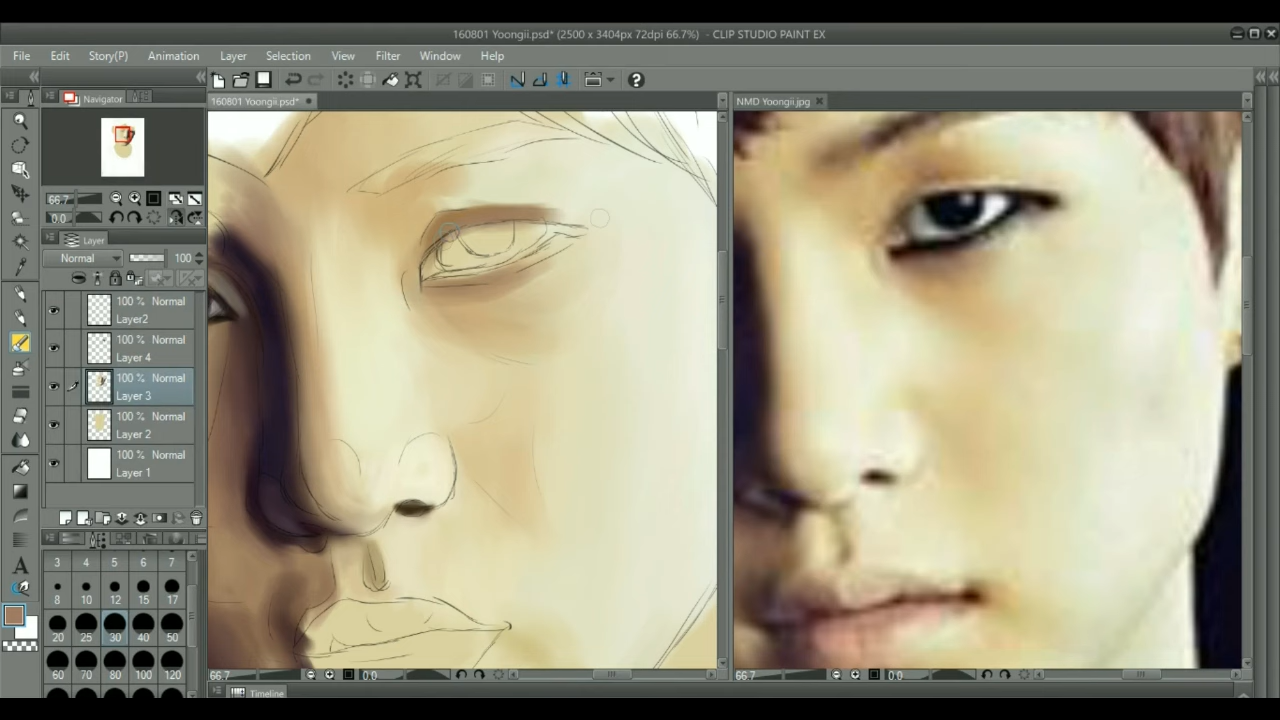 160801 Yoongii.psd* (2500 x 3404px 72dpi 66.7%)  - CLIP STUDIO PAINT EX
File Edit Story(P) Animation Layer Selection View Filter Window Help
Navigator
160801 Yoongii.psd*
NMD Yoongii.jpg
66.7
0.0
Layer
Normal 100
100 % Normal
Layer2
100 % Normal
Layer 4
100 % Normal
Layer 3
100 % Normal
Layer 2
100 % Normal
Layer 1
3 4 5 6 7
8 10 12 15 17
20 25 30 40 50
60 70 80 100 120
A
66.7 0.0
66.7 0.0
Timeline